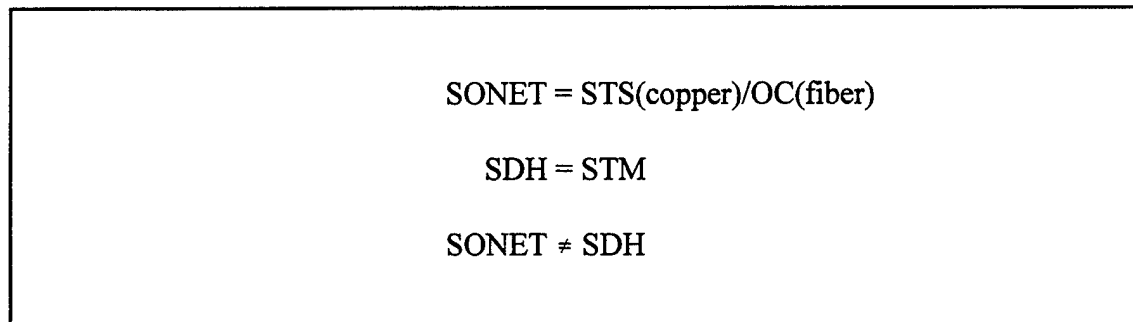 SONET = STS(copper)/OC(fiber)
SDH = STM
SONET ≠ SDH